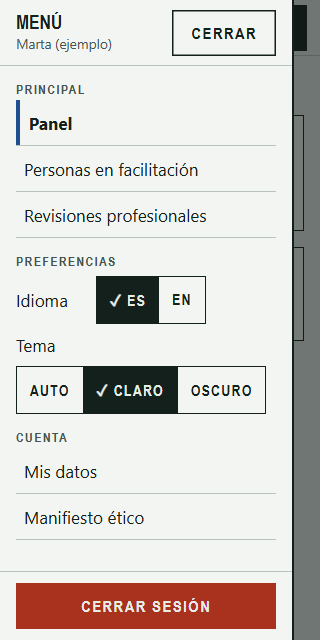 MENÚ
Marta (ejemplo)
CERRAR
PRINCIPAL
Panel
Personas en facilitación
Revisiones profesionales
PREFERENCIAS
Idioma
✓ ES
EN
Tema
AUTO
✓ CLARO
OSCURO
CUENTA
Mis datos
Manifiesto ético
CERRAR SESIÓN